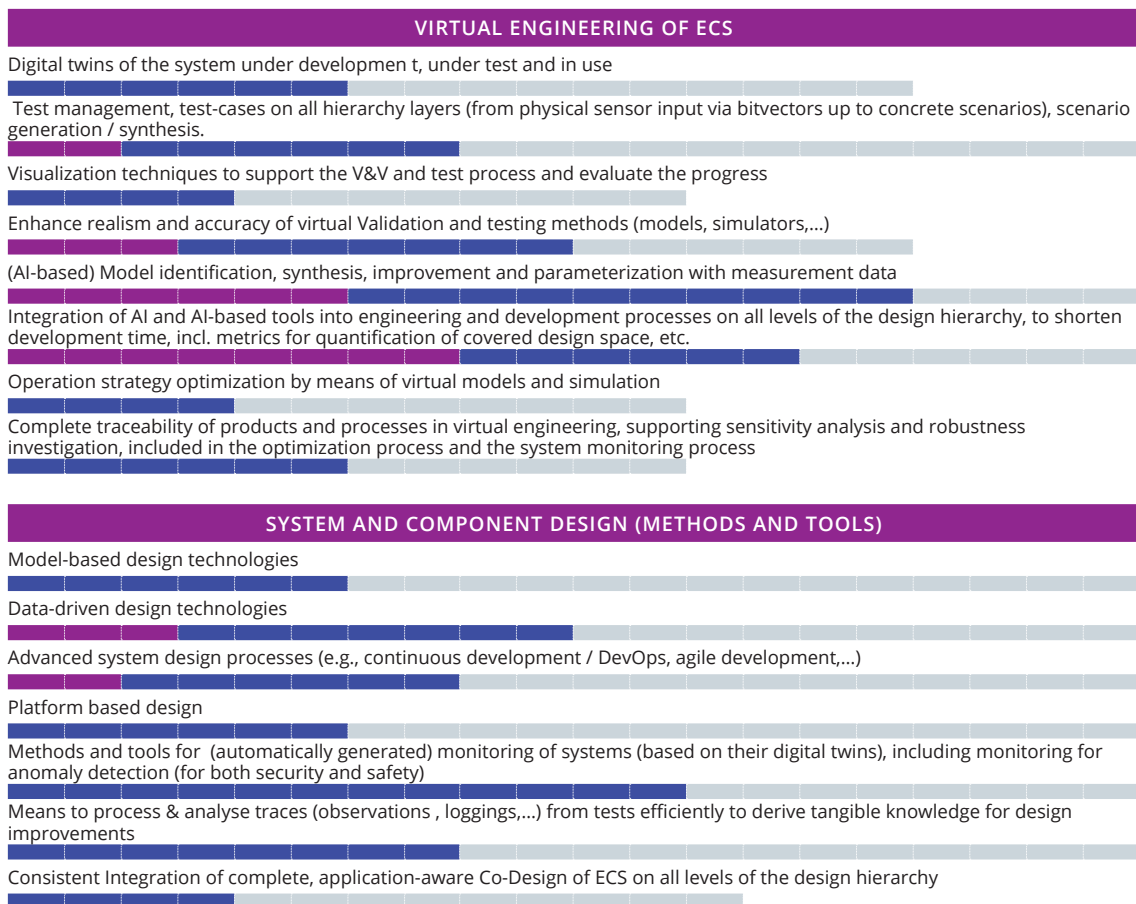 VIRTUAL ENGINEERING OF ECS
Digital twins of the system under developmen t, under test and in use
Test management, test-cases on all hierarchy layers (from physical sensor input via bitvectors up to concrete scenarios), scenario
generation / synthesis.
Visualization techniques to support the V&V and test process and evaluate the progress
Enhance realism and accuracy of virtual Validation and testing methods (models, simulators,...)
(AI-based) Model identification, synthesis, improvement and parameterization with measurement data
Integration of AI and AI-based tools into engineering and development processes on all levels of the design hierarchy, to shorten
development time, incl. metrics for quantification of covered design space, etc.
Operation strategy optimization by means of virtual models and simulation
Complete traceability of products and processes in virtual engineering, supporting sensitivity analysis and robustness
investigation, included in the optimization process and the system monitoring process
SYSTEM AND COMPONENT DESIGN (METHODS AND TOOLS)
Model-based design technologies
Data-driven design technologies
Advanced system design processes (e.g., continuous development / DevOps, agile development,...)
Platform based design
Methods and tools for (automatically generated) monitoring of systems (based on their digital twins), including monitoring for
anomaly detection (for both security and safety)
Means to process & analyse traces (observations , loggings,...) from tests efficiently to derive tangible knowledge for design
improvements
Consistent Integration of complete, application-aware Co-Design of ECS on all levels of the design hierarchy